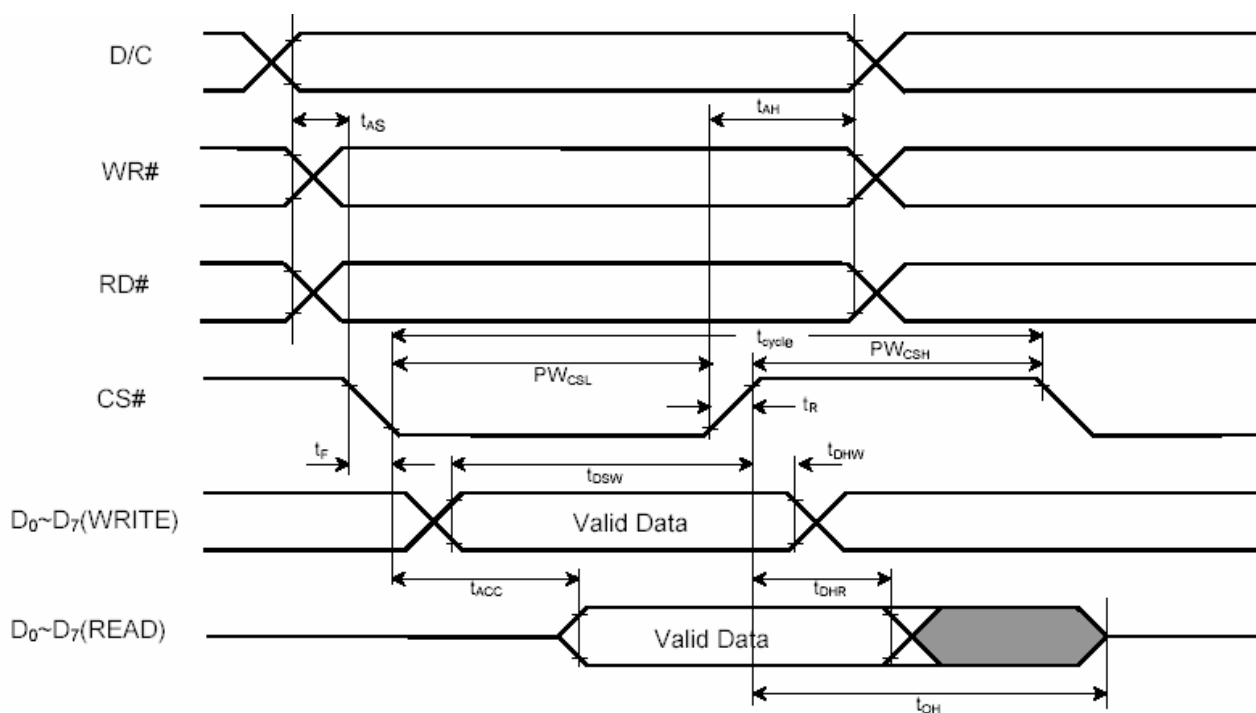 D/C
tAS
tAH
WR#
RD#
tcycle
PWCSL
PWCSH
CS#
tR
tF
tDSW
tDHW
D0~D7(WRITE)
Valid Data
tACC
tDHR
D0~D7(READ)
Valid Data
tOH